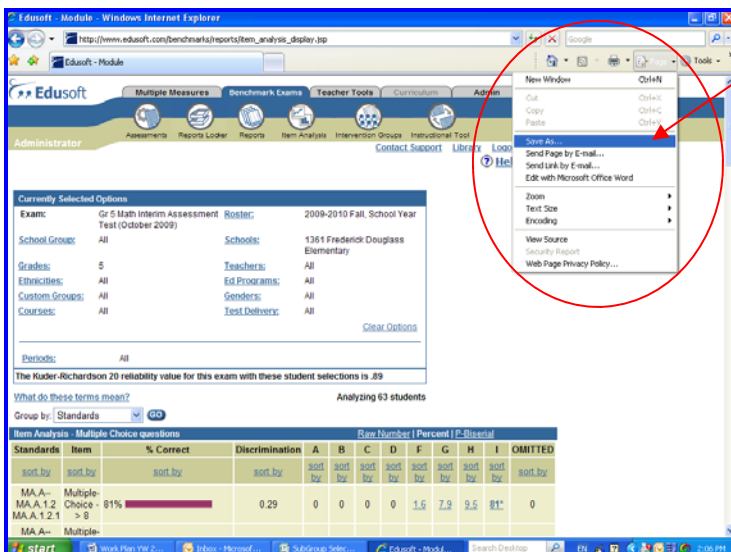 Edusoft - Module - Windows Internet Explorer
http://www.edusoft.com/benchmarks/reports/item_analysis_display.jsp
Google
Edusoft - Module
Page
Tools
New Window Ctrl+N
Cut Ctrl+X
Copy Ctrl+C
Paste Ctrl+V
Save As...
Send Page by E-mail...
Send Link by E-mail...
Edit with Microsoft Office Word
Zoom
Text Size
Encoding
View Source
Security Report
Web Page Privacy Policy...
Edusoft
Multiple Measures Benchmark Exams Teacher Tools Curriculum Admin
Assessments Reports Locker Reports Item Analysis Intervention Groups Instructional Tool
Administrator
Contact Support Library Logo
Hel
Currently Selected Options
Exam: Gr 5 Math Interim Assessment Test (October 2009) Roster: 2009-2010 Fall, School Year
School Group: All Schools: 1361 Frederick Douglass Elementary
Grades: 5 Teachers: All
Ethnicities: All Ed Programs: All
Custom Groups: All Genders: All
Courses: All Test Delivery: All
Clear Options
Periods: All
The Kuder-Richardson 20 reliability value for this exam with these student selections is .89
What do these terms mean? Analyzing 63 students
Group by: Standards GO
Item Analysis - Multiple Choice questions Raw Number | Percent | P-Biserial
Standards Item % Correct Discrimination A B C D F G H I OMITTED
sort by sort by sort by sort by sort by sort by sort by sort by sort by sort by sort by sort by sort by
MA.A-- MA.A.1.2 MA.A.1.2.1 Multiple- Choice - > 8 81% 0.29 0 0 0 0 1.6 7.9 9.5 81* 0
MA.A-- Multiple-
start Work Plan YW 2... Inbox - Microsof... SubGroup Selec... Edusoft - Modul... Search Desktop EN 2:06 PM